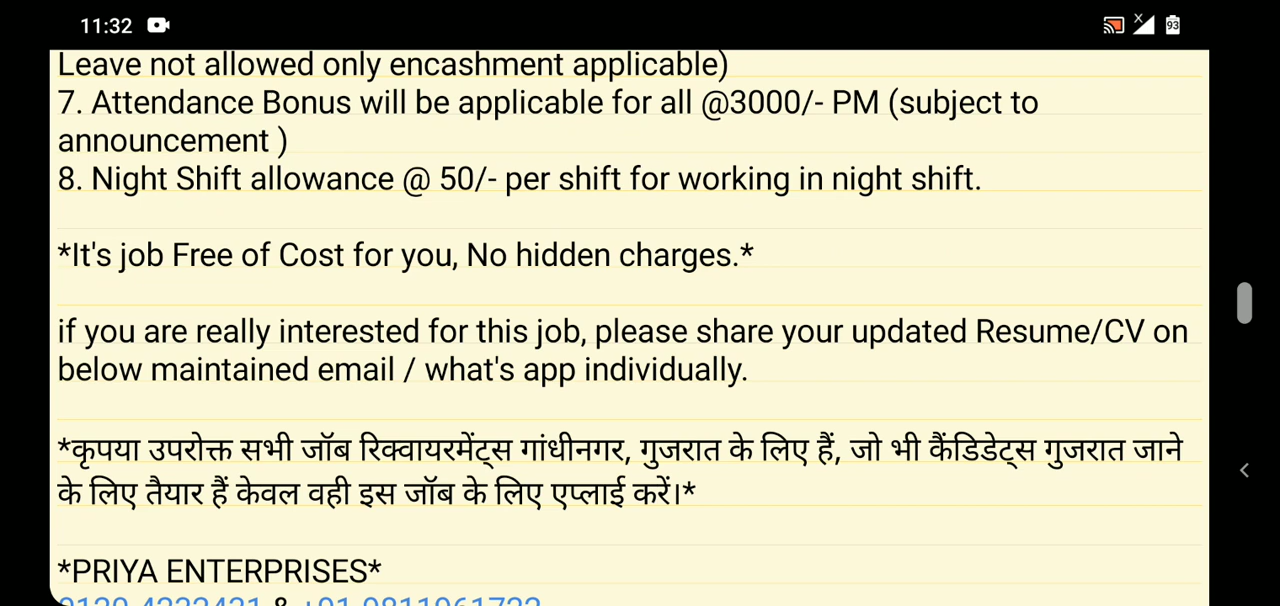 11:32
93
Leave not allowed only encashment applicable)
7. Attendance Bonus will be applicable for all @3000/- PM (subject to
announcement )
8. Night Shift allowance @ 50/- per shift for working in night shift.
*It's job Free of Cost for you, No hidden charges.*
if you are really interested for this job, please share your updated Resume/CV on
below maintained email / what's app individually.
*कृपया उपरोक्त सभी जॉब रिक्वायरमेंट्स गांधीनगर, गुजरात के लिए हैं, जो भी कैंडिडेट्स गुजरात जाने
के लिए तैयार हैं केवल वही इस जॉब के लिए एप्लाई करें।*
*PRIYA ENTERPRISES*